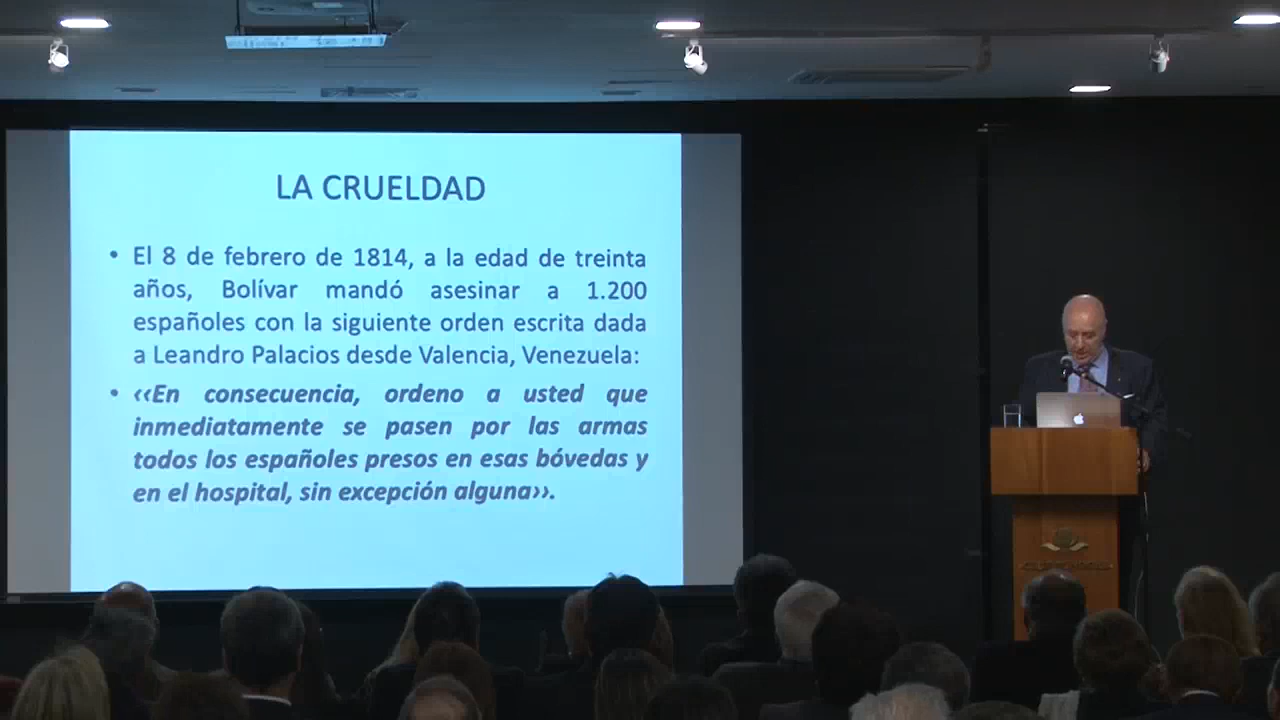 LA CRUELDAD
• El 8 de febrero de 1814, a la edad de treinta
años, Bolívar mandó asesinar a 1.200
españoles con la siguiente orden escrita dada
a Leandro Palacios desde Valencia, Venezuela:
• ‹‹En consecuencia, ordeno a usted que
inmediatamente se pasen por las armas
todos los españoles presos en esas bóvedas y
en el hospital, sin excepción alguna››.